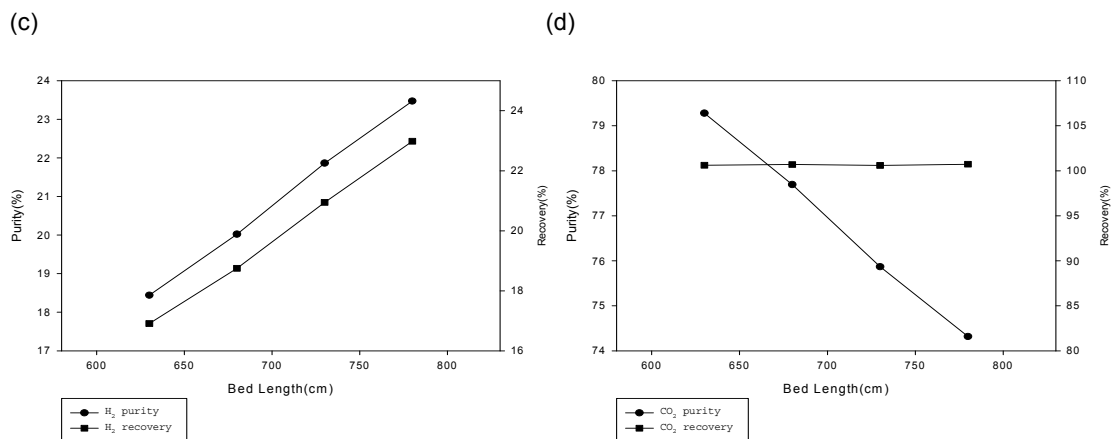 (c)
24
23
22
21
20
19
18
17
Purity(%)
24
22
20
18
16
Recovery(%)
600 650 700 750 800
Bed Length(cm)
H₂ purity
H₂ recovery
(d)
80
79
78
77
76
75
74
Purity(%)
110
105
100
95
90
85
80
Recovery(%)
600 650 700 750 800
Bed Length(cm)
CO₂ purity
CO₂ recovery